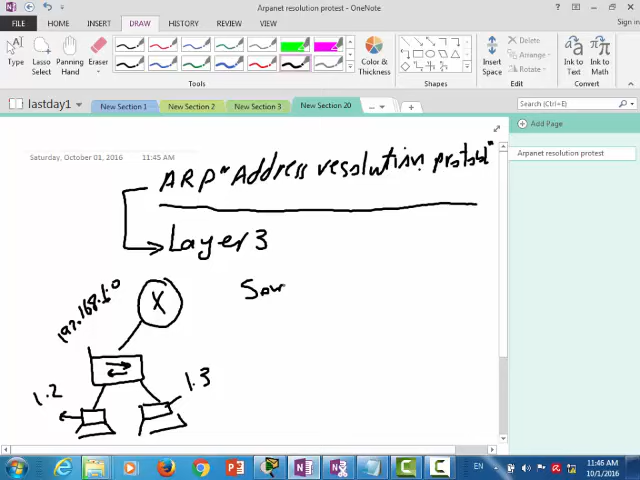 Arpanet resolution protest - OneNote
FILE HOME INSERT DRAW HISTORY REVIEW VIEW Sign in
Type Lasso Select Panning Hand Eraser Color & Thickness Insert Space Delete Arrange Ink to Text Ink to Math
Tools Shapes Edit Convert
lastday1 New Section 1 New Section 2 New Section 3 New Section 20 ... + Search (Ctrl+E)
Add Page
Arpanet resolution protest
Saturday, October 01, 2016 11:45 AM
ARP "Address resolution protocol"
Layer 3
192.168.1.0
X
Sour
1.2
1.3
EN 11:46 AM
10/1/2016